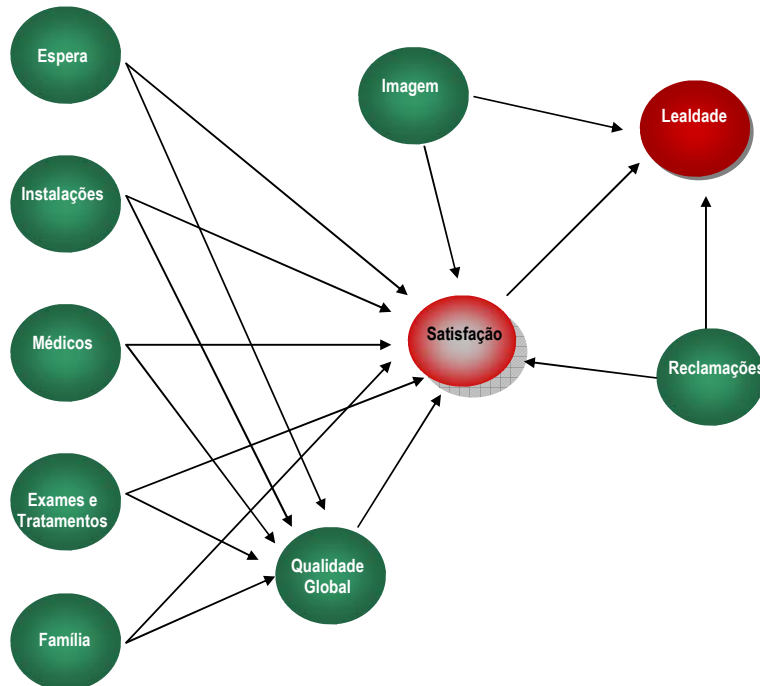 Espera
Imagem
Lealdade
Instalações
Médicos
Satisfação
Reclamações
Exames e
Tratamentos
Qualidade
Global
Família